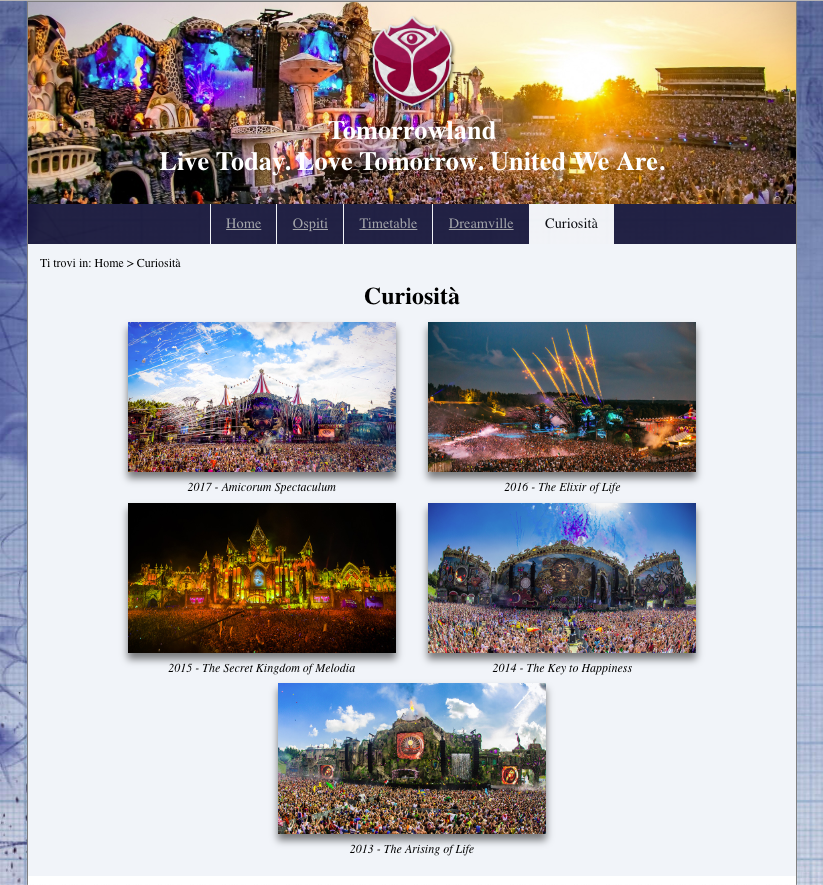 Tomorrowland
Live Today. Love Tomorrow. United We Are.
Home Ospiti Timetable Dreamville Curiosità
Ti trovi in: Home > Curiosità
Curiosità
2017 - Amicorum Spectaculum 2016 - The Elixir of Life
2015 - The Secret Kingdom of Melodia 2014 - The Key to Happiness
2013 - The Arising of Life